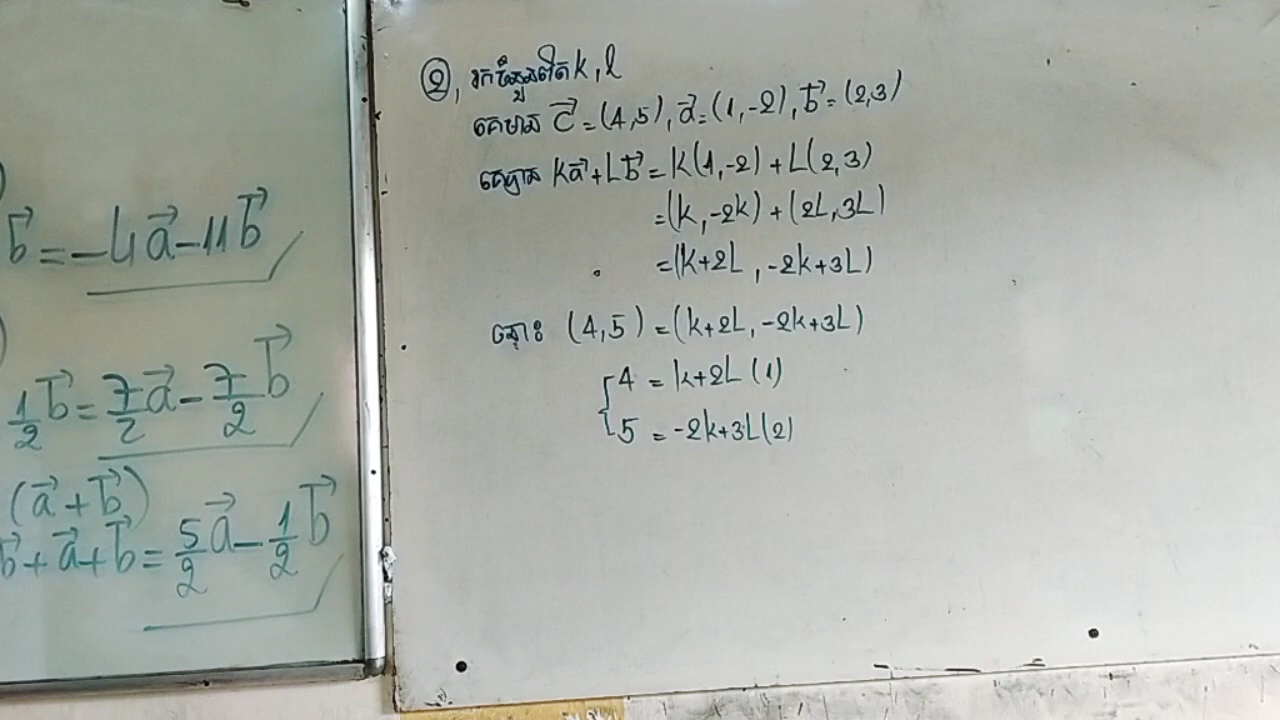 b⃗ = -4a⃗ - 11b⃗
1/2 b⃗ = 7/2 a⃗ - 7/2 b⃗
(a⃗ + b⃗)
b⃗ + a⃗ + b⃗ = 5/2 a⃗ - 1/2 b⃗
②, រកចំនួនពិត k, l
គេមាន c⃗ = (4,5), a⃗ = (1,-2), b⃗ = (2,3)
គេបាន ka⃗ + Lb⃗ = k(1,-2) + L(2,3)
= (k, -2k) + (2L, 3L)
= (k+2L, -2k+3L)
នោះ (4,5) = (k+2L, -2k+3L)
{ 4 = k+2L (1)
5 = -2k+3L (2)